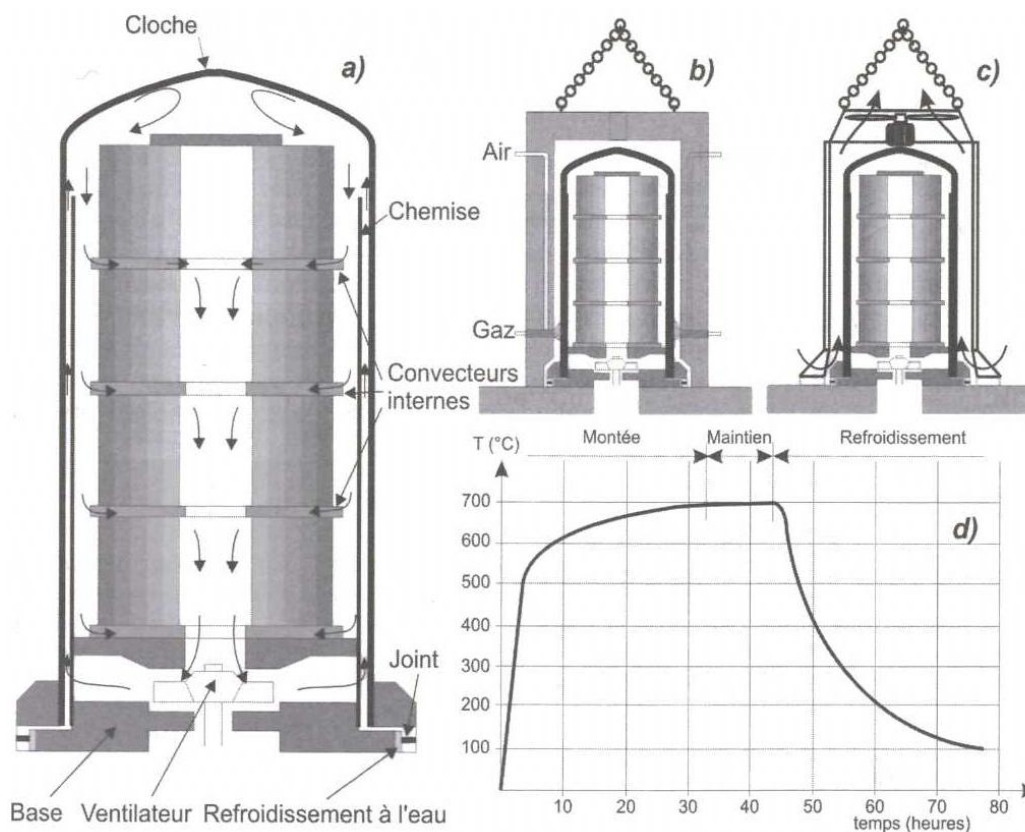 Cloche
a)
b)
c)
Air
Chemise
Gaz
Convecteurs
internes
Joint
Base
Ventilateur
Refroidissement à l'eau
T (°C)
Montée
Maintien
Refroidissement
d)
700
600
500
400
300
200
100
10
20
30
40
50
60
70
80
temps (heures)